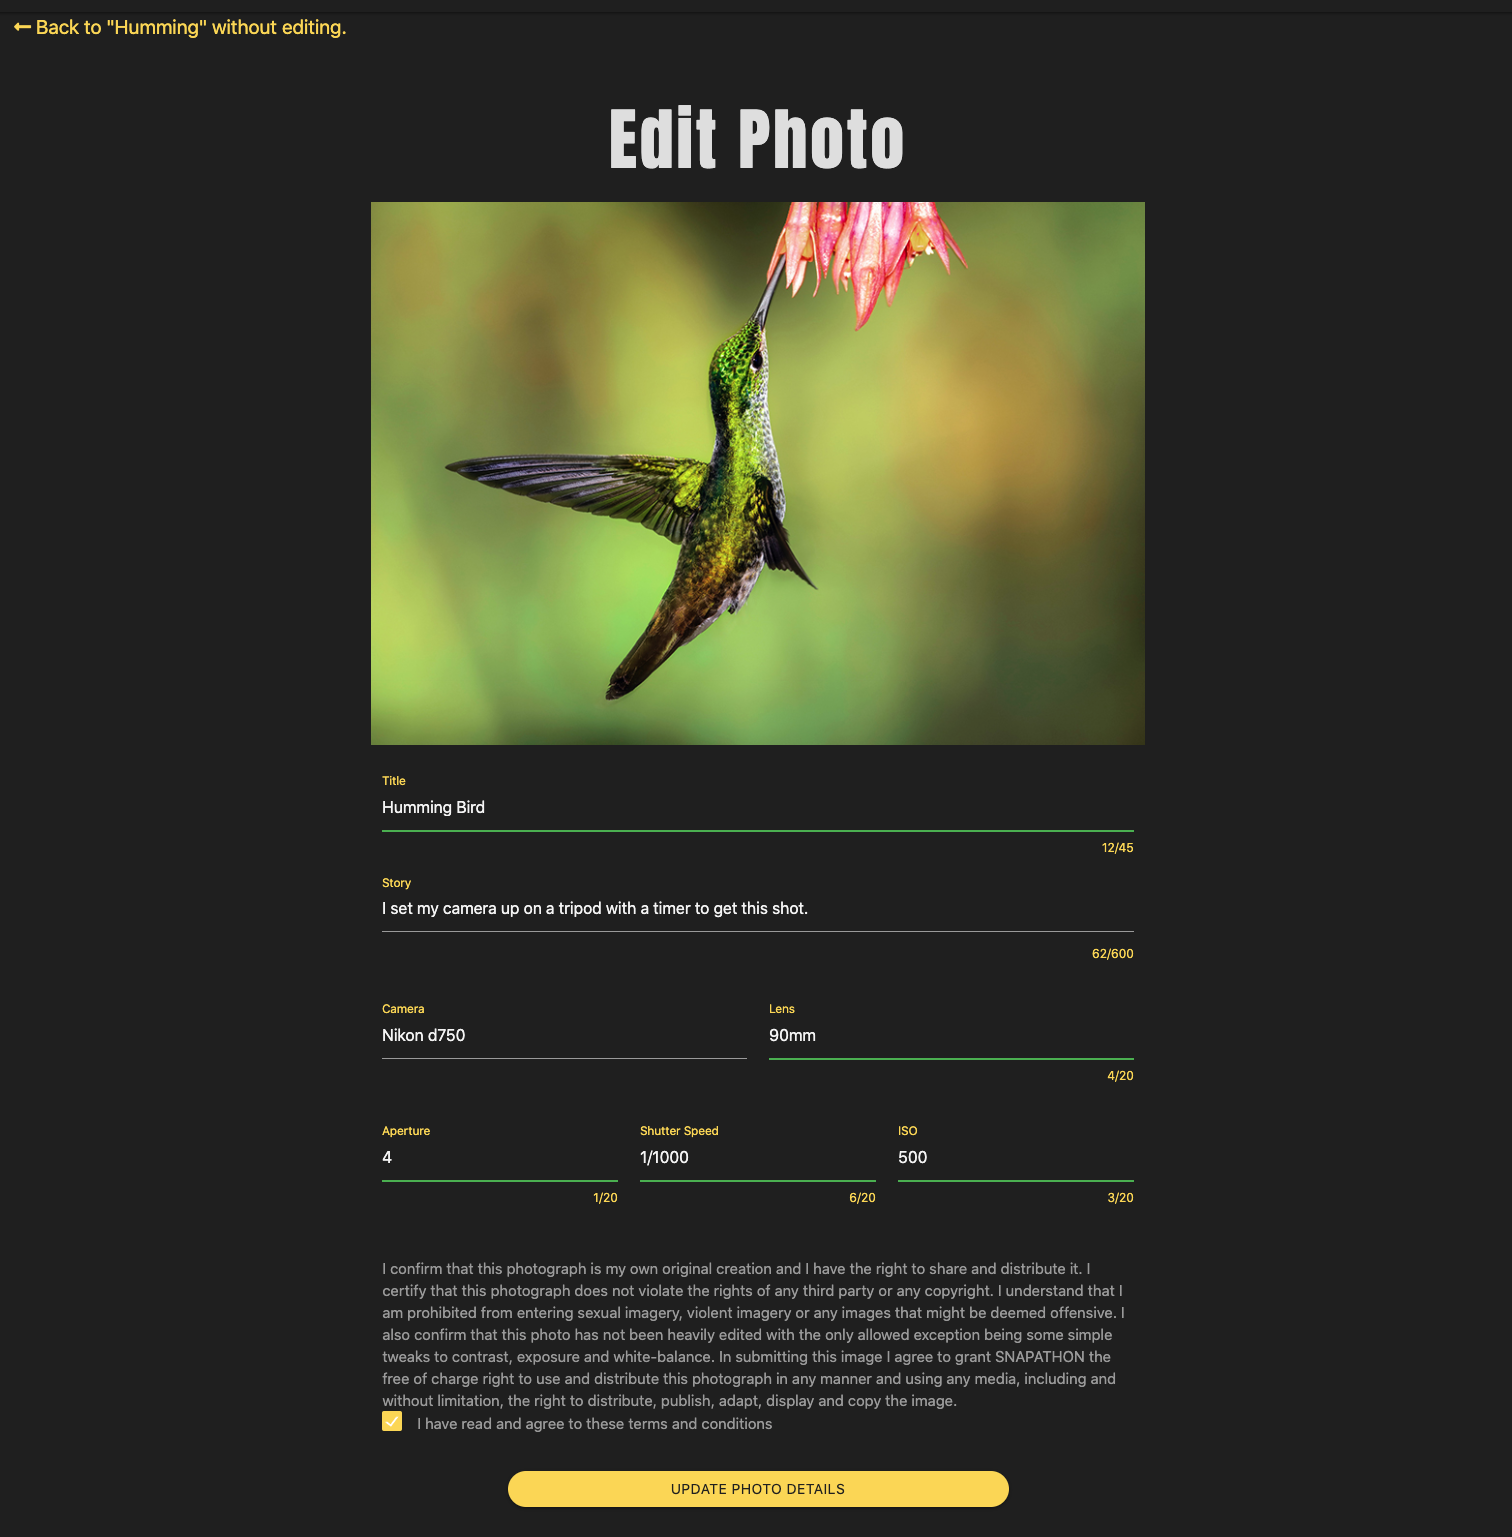 Back to "Humming" without editing.
Edit Photo
Title
Humming Bird
12/45
Story
I set my camera up on a tripod with a timer to get this shot.
62/600
Camera
Lens
Nikon d750
90mm
4/20
Aperture
Shutter Speed
ISO
4
1/1000
500
1/20
6/20
3/20
I confirm that this photograph is my own original creation and I have the right to share and distribute it. I
certify that this photograph does not violate the rights of any third party or any copyright. I understand that I
am prohibited from entering sexual imagery, violent imagery or any images that might be deemed offensive. I
also confirm that this photo has not been heavily edited with the only allowed exception being some simple
tweaks to contrast, exposure and white-balance. In submitting this image I agree to grant SNAPATHON the
free of charge right to use and distribute this photograph in any manner and using any media, including and
without limitation, the right to distribute, publish, adapt, display and copy the image.
I have read and agree to these terms and conditions
UPDATE PHOTO DETAILS